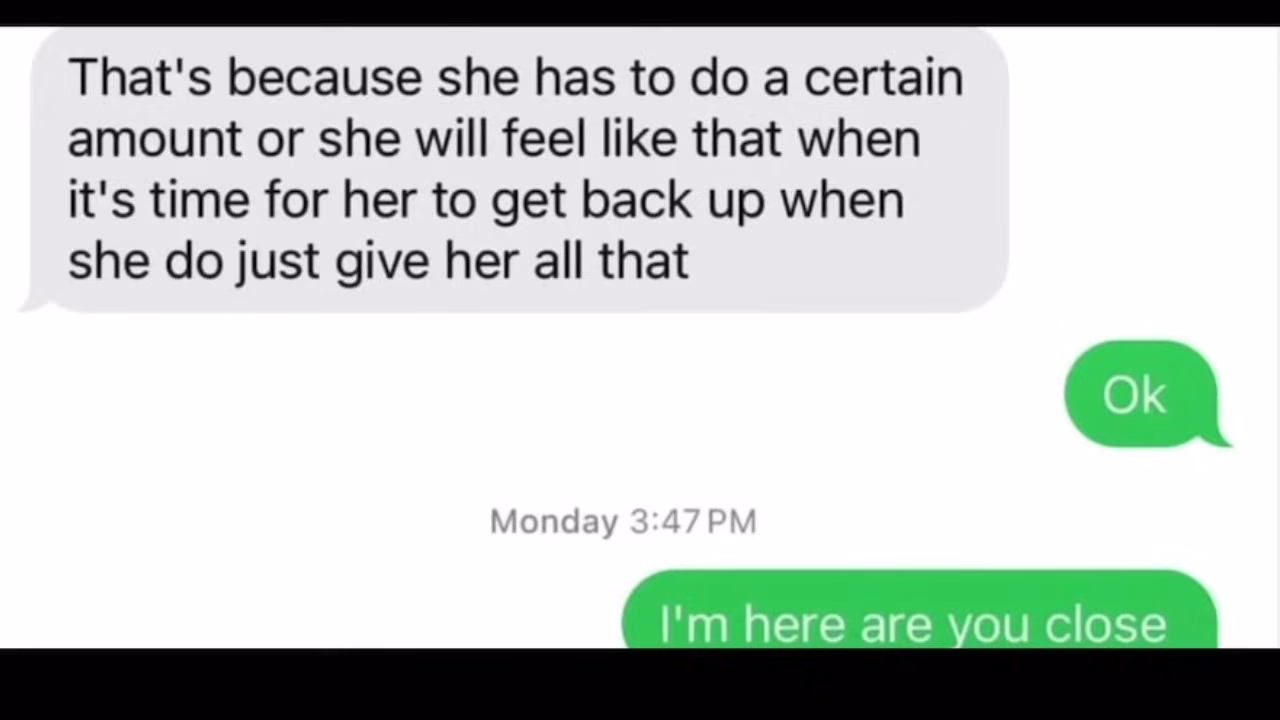 That's because she has to do a certain
amount or she will feel like that when
it's time for her to get back up when
she do just give her all that
Ok
Monday 3:47 PM
I'm here are you close